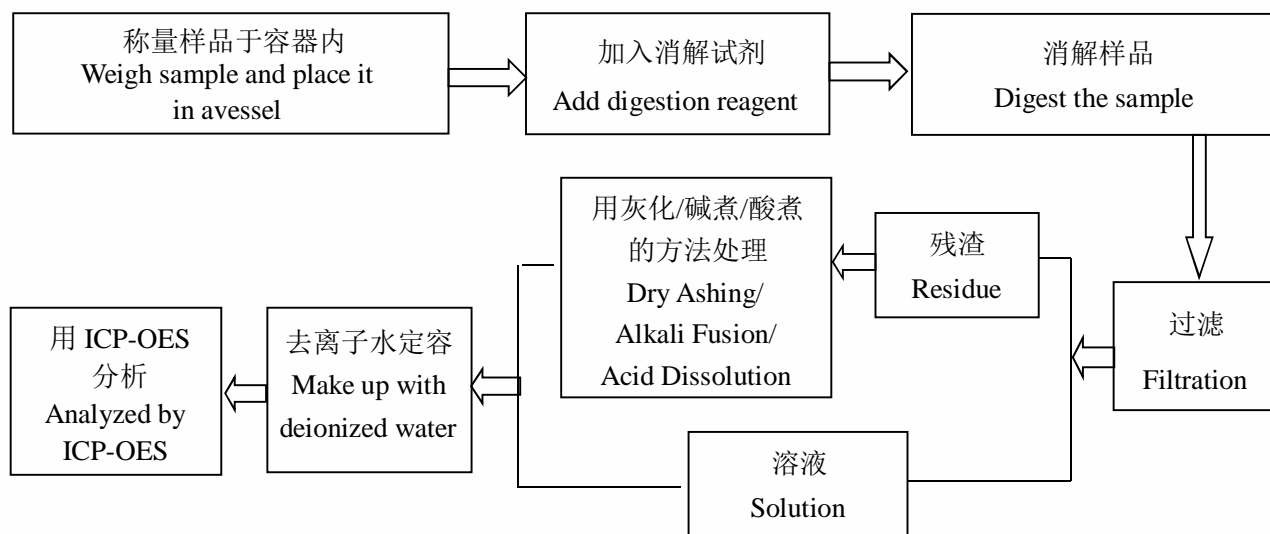 称量样品于容器内
Weigh sample and place it
in avessel
加入消解试剂
Add digestion reagent
消解样品
Digest the sample
过滤
Filtration
残渣
Residue
用灰化/碱煮/酸煮
的方法处理
Dry Ashing/
Alkali Fusion/
Acid Dissolution
溶液
Solution
去离子水定容
Make up with
deionized water
用 ICP-OES
分析
Analyzed by
ICP-OES